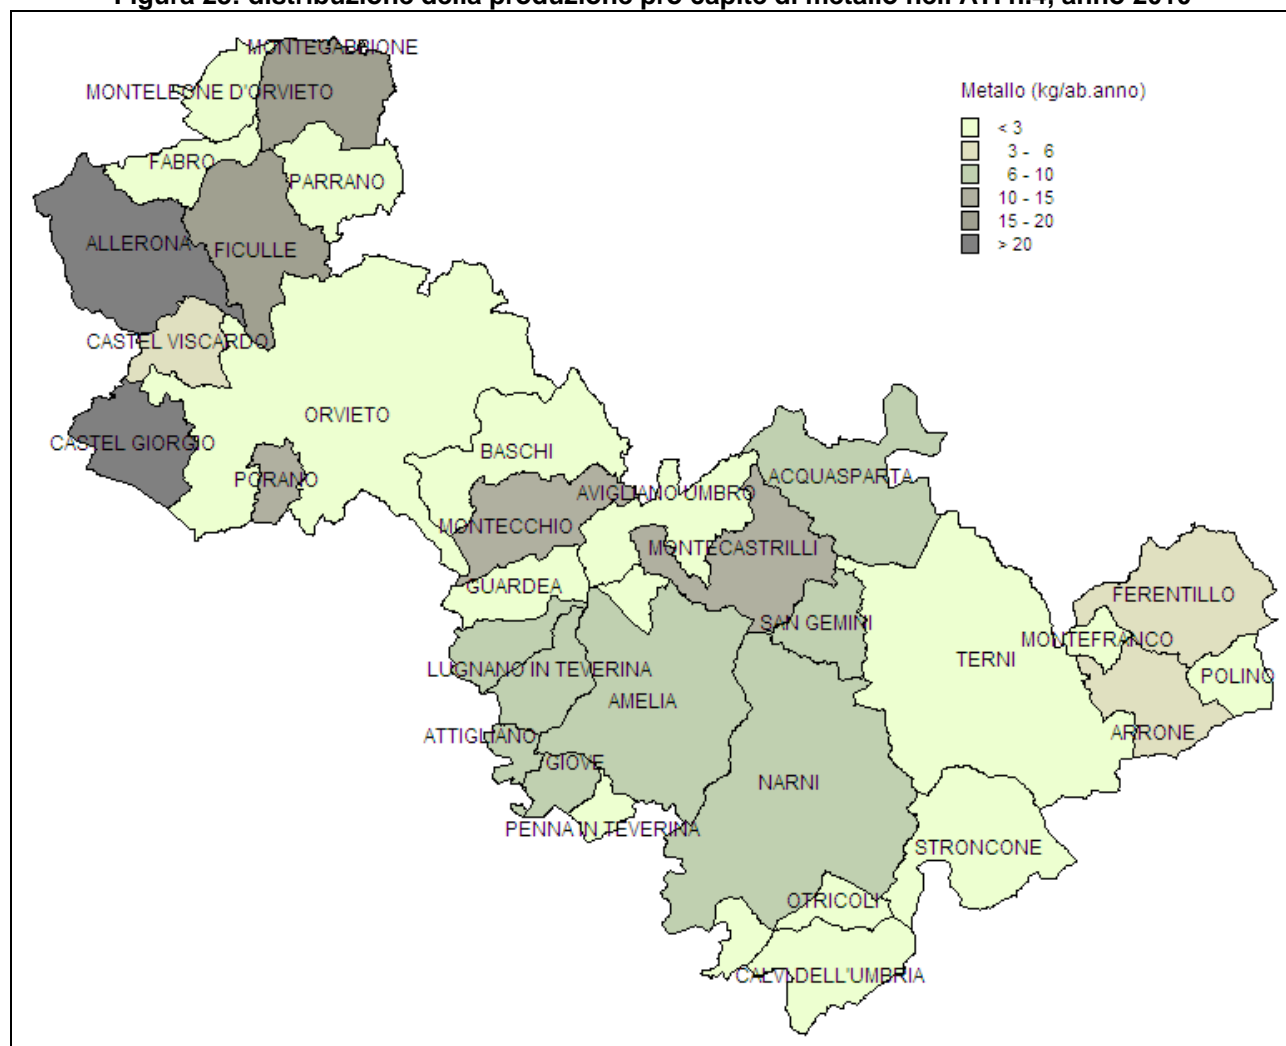 Figura 29: distribuzione della produzione pro capite di metallo nell'ATI n.4, anno 2010
MONTEGABBIONE
MONTELEONE D'ORVIETO
Metallo (kg/ab.anno)
< 3
3 - 6
6 - 10
10 - 15
15 - 20
> 20
FABRO
PARRANO
ALLERONA
FICULLE
CASTEL VISCARDO
ORVIETO
CASTEL GIORGIO
BASCHI
PORANO
ACQUASPARTA
AVIGLIANO UMBRO
MONTECCHIO
MONTECASTRILLI
GUARDEA
FERENTILLO
SAN GEMINI
MONTEFRANCO
TERNI
LUGNANO IN TEVERINA
POLINO
AMELIA
ATTIGLIANO
ARRONE
GIOVE
NARNI
PENNA IN TEVERINA
STRONCONE
OTRICOLI
CALVI DELL'UMBRIA